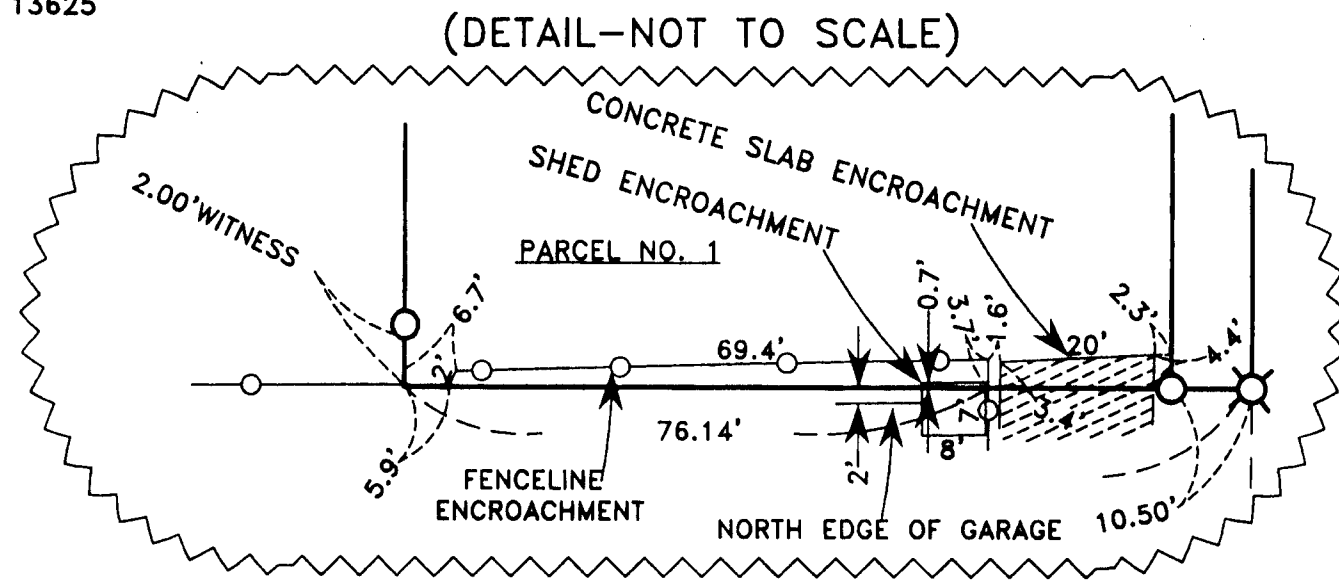 13625
(DETAIL-NOT TO SCALE)
CONCRETE SLAB ENCROACHMENT
SHED ENCROACHMENT
2.00'WITNESS
PARCEL NO. 1
6.7'
2'
69.4'
0.7'
3.7'
1.9'
20'
2.3'
4.4'
76.14'
7'
3.4'
8'
2'
5.9'
FENCELINE
ENCROACHMENT
NORTH EDGE OF GARAGE
10.50'